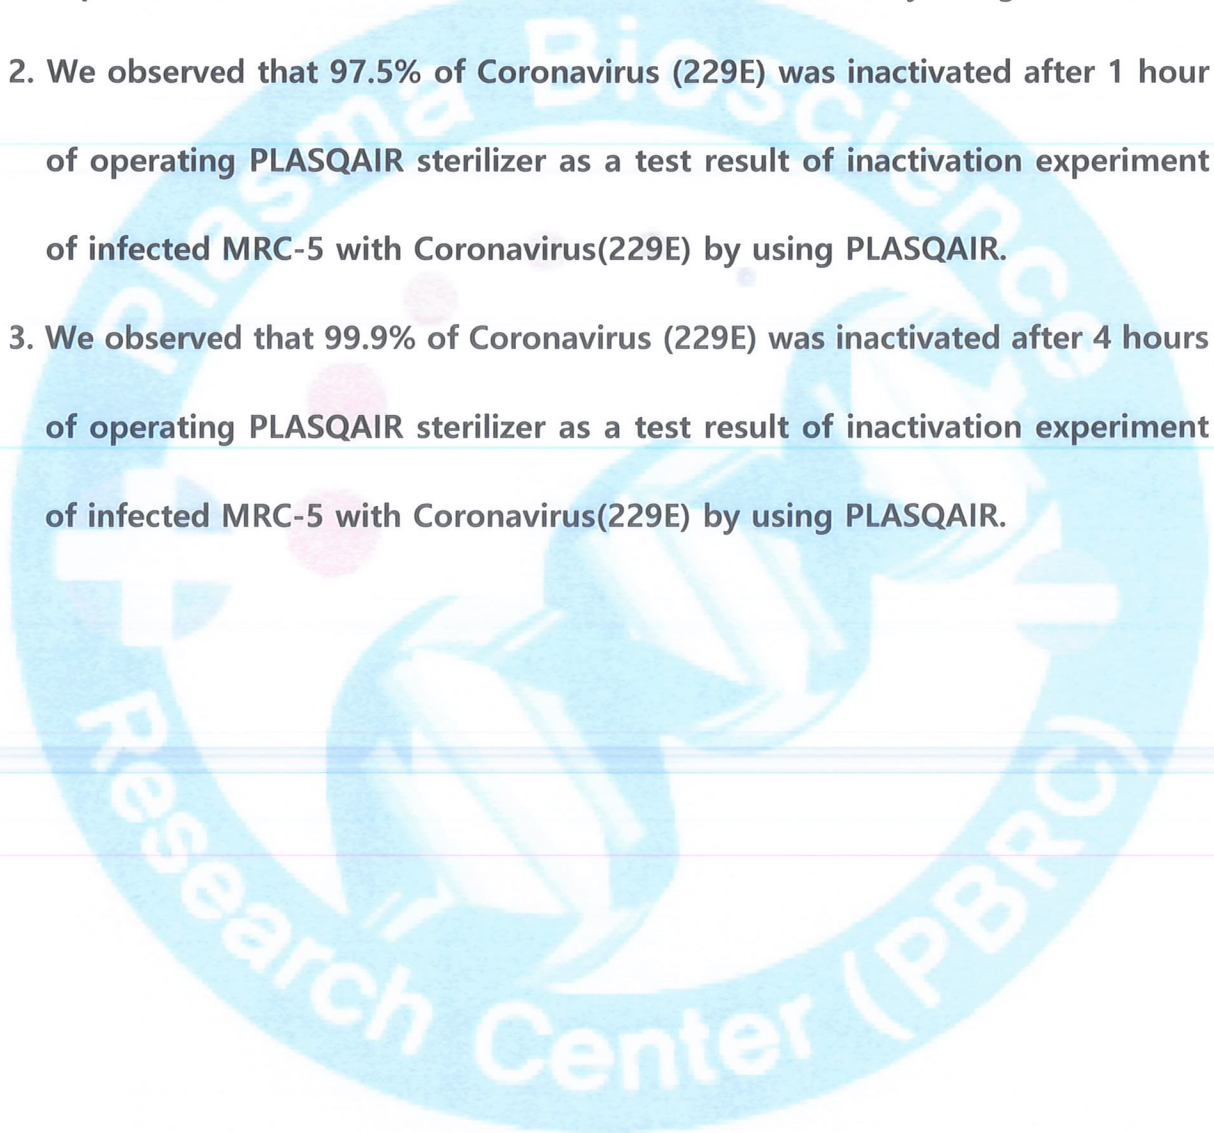 2. We observed that 97.5% of Coronavirus (229E) was inactivated after 1 hour
of operating PLASQAIR sterilizer as a test result of inactivation experiment
of infected MRC-5 with Coronavirus(229E) by using PLASQAIR.
3. We observed that 99.9% of Coronavirus (229E) was inactivated after 4 hours
of operating PLASQAIR sterilizer as a test result of inactivation experiment
of infected MRC-5 with Coronavirus(229E) by using PLASQAIR.
Plasma Bioscience
Research Center (PBRC)